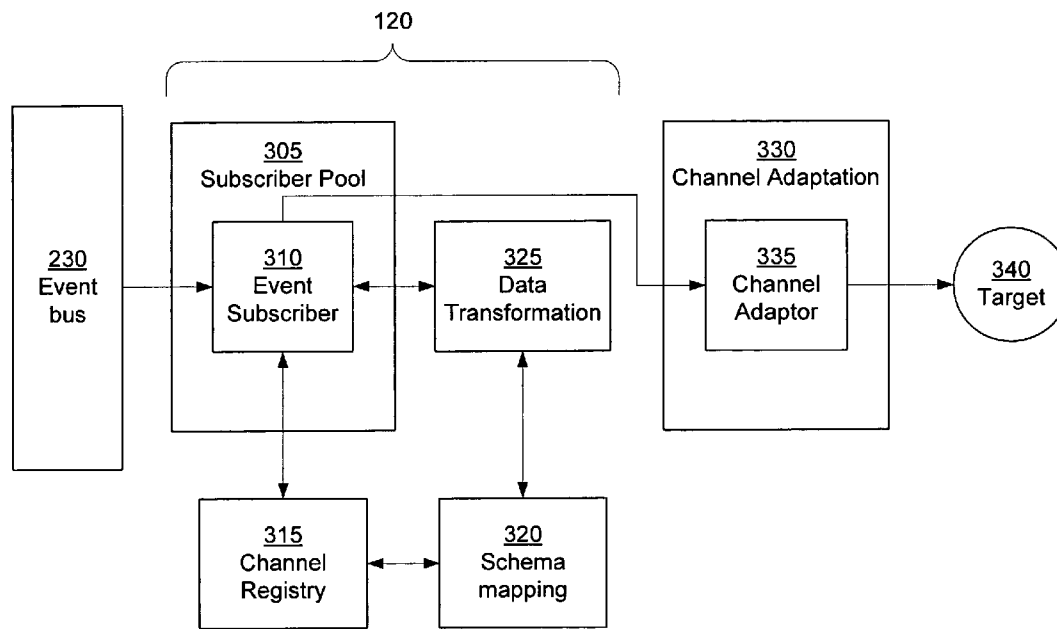 120
230
Event
bus
305
Subscriber Pool
310
Event
Subscriber
325
Data
Transformation
330
Channel Adaptation
335
Channel
Adaptor
340
Target
315
Channel
Registry
320
Schema
mapping